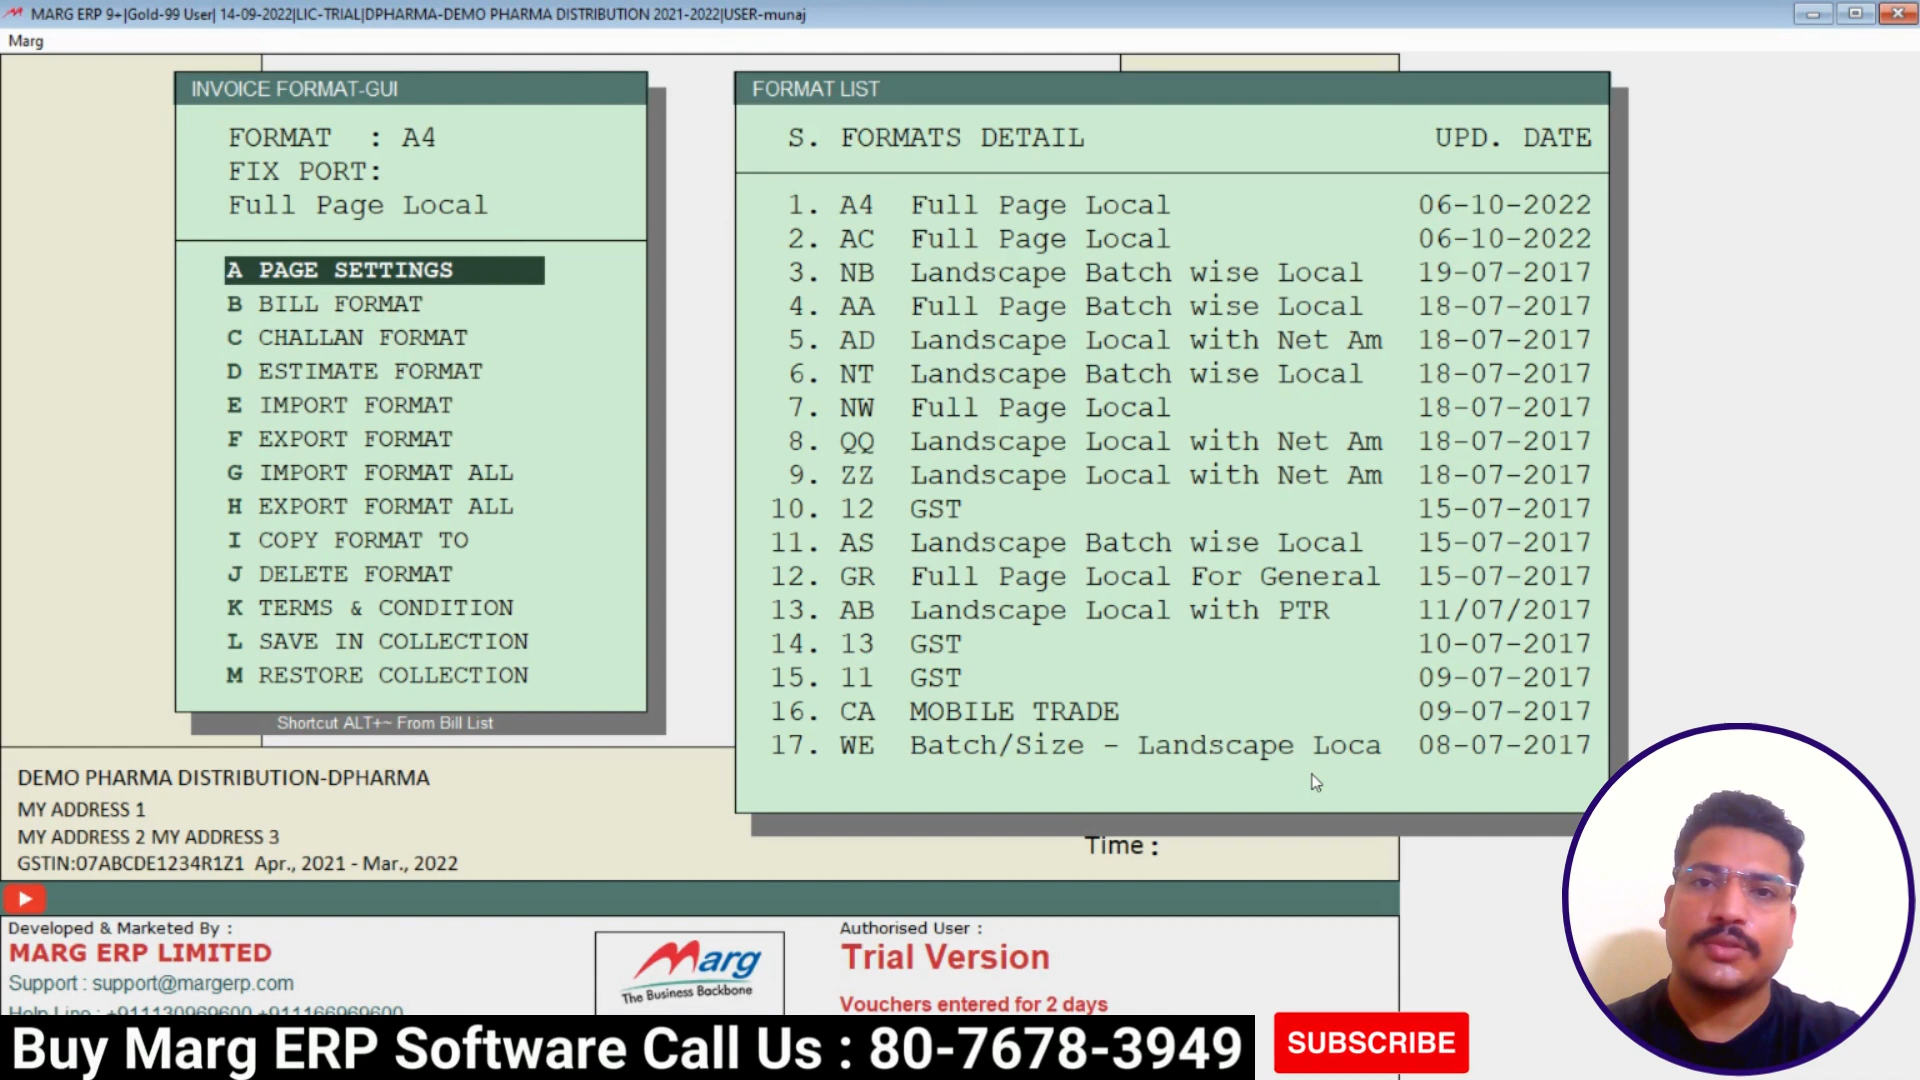 MARG ERP 9+|Gold-99 User| 14-09-2022|LIC-TRIAL|DPHARMA-DEMO PHARMA DISTRIBUTION 2021-2022|USER-munaj
Marg
INVOICE FORMAT-GUI
FORMAT : A4
FIX PORT:
Full Page Local
A PAGE SETTINGS
B BILL FORMAT
C CHALLAN FORMAT
D ESTIMATE FORMAT
E IMPORT FORMAT
F EXPORT FORMAT
G IMPORT FORMAT ALL
H EXPORT FORMAT ALL
I COPY FORMAT TO
J DELETE FORMAT
K TERMS & CONDITION
L SAVE IN COLLECTION
M RESTORE COLLECTION
Shortcut ALT+~ From Bill List
FORMAT LIST
S. FORMATS DETAIL UPD. DATE
1. A4 Full Page Local 06-10-2022
2. AC Full Page Local 06-10-2022
3. NB Landscape Batch wise Local 19-07-2017
4. AA Full Page Batch wise Local 18-07-2017
5. AD Landscape Local with Net Am 18-07-2017
6. NT Landscape Batch wise Local 18-07-2017
7. NW Full Page Local 18-07-2017
8. QQ Landscape Local with Net Am 18-07-2017
9. ZZ Landscape Local with Net Am 18-07-2017
10. 12 GST 15-07-2017
11. AS Landscape Batch wise Local 15-07-2017
12. GR Full Page Local For General 15-07-2017
13. AB Landscape Local with PTR 11/07/2017
14. 13 GST 10-07-2017
15. 11 GST 09-07-2017
16. CA MOBILE TRADE 09-07-2017
17. WE Batch/Size - Landscape Loca 08-07-2017
DEMO PHARMA DISTRIBUTION-DPHARMA
MY ADDRESS 1
MY ADDRESS 2 MY ADDRESS 3
GSTIN:07ABCDE1234R1Z1 Apr., 2021 - Mar., 2022
Time :
Developed & Marketed By :
MARG ERP LIMITED
Support : support@margerp.com
Help Line : +911130969600 +911166969600
Marg
The Business Backbone
Authorised User :
Trial Version
Vouchers entered for 2 days
Buy Marg ERP Software Call Us : 80-7678-3949
SUBSCRIBE